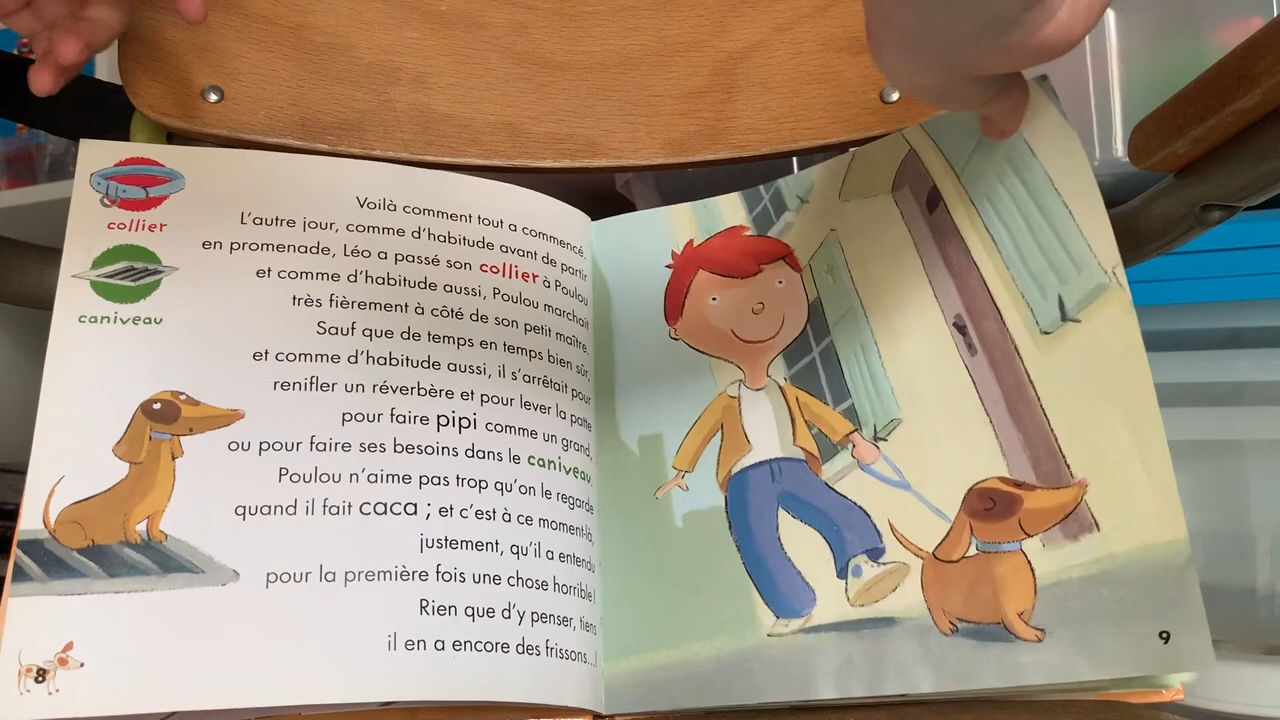 collier
caniveau
Voilà comment tout a commencé.
L'autre jour, comme d'habitude avant de partir
en promenade, Léo a passé son collier à Poulou
et comme d'habitude aussi, Poulou marchait
très fièrement à côté de son petit maître.
Sauf que de temps en temps bien sûr,
et comme d'habitude aussi, il s'arrêtait pour
renifler un réverbère et pour lever la patte
pour faire pipi comme un grand,
ou pour faire ses besoins dans le caniveau.
Poulou n'aime pas trop qu'on le regarde
quand il fait caca ; et c'est à ce moment-là,
justement, qu'il a entendu
pour la première fois une chose horrible !
Rien que d'y penser, tiens
il en a encore des frissons...!
8
9